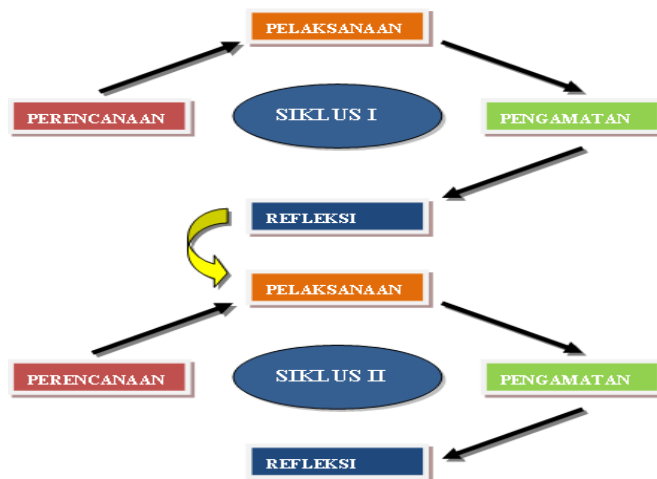 PELAKSANAAN
PERENCANAAN
SIKLUS I
PENGAMATAN
REFLEKSI
PELAKSANAAN
PERENCANAAN
SIKLUS II
PENGAMATAN
REFLEKSI